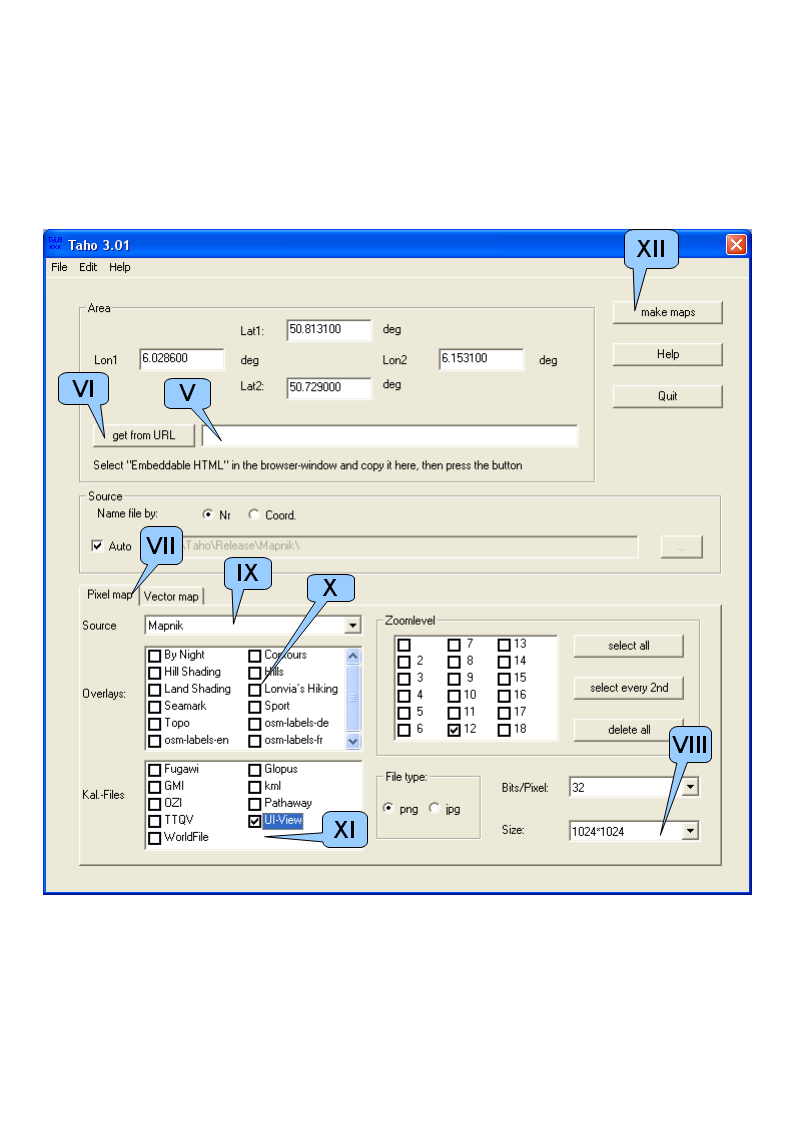 Taho 3.01
XII
File Edit Help
Area
make maps
Lat1: 50.813100 deg
Lon1 6.028600 deg Lon2 6.153100 deg
Help
Lat2: 50.729000 deg
Quit
VI
V
get from URL
Select "Embeddable HTML" in the browser-window and copy it here, then press the button
Source
Name file by: Nr Coord.
Auto \Taho\Release\Mapnik\ ...
VII
IX
X
Pixel map Vector map
Source Mapnik
Overlays:
By Night Contours
Hill Shading Hills
Land Shading Lonvia´s Hiking
Seamark Sport
Topo osm-labels-de
osm-labels-en osm-labels-fr
Zoomlevel
7 13
2 8 14
3 9 15
4 10 16
5 11 17
6 12 18
select all
select every 2nd
delete all
VIII
Kal.-Files
Fugawi Glopus
GMI kml
OZI Pathaway
TTQV UI-View
WorldFile
XI
File type:
png jpg
Bits/Pixel: 32
Size: 1024*1024